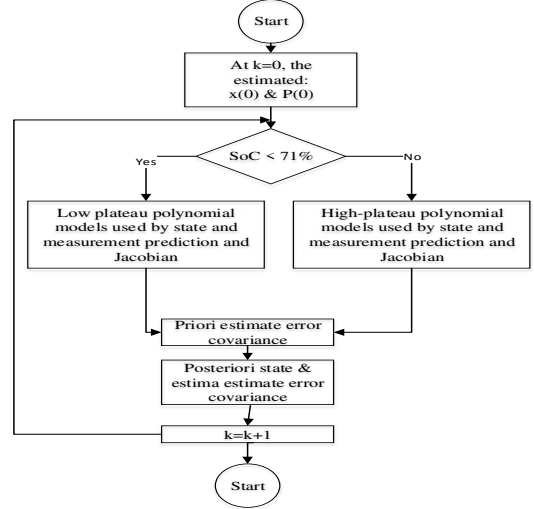 Start
At k=0, the
estimated:
x(0) & P(0)
SoC < 71%
Yes
No
Low plateau polynomial
models used by state and
measurement prediction and
Jacobian
High-plateau polynomial
models used by state and
measurement prediction and
Jacobian
Priori estimate error
covariance
Posteriori state &
estima estimate error
covariance
k=k+1
Start